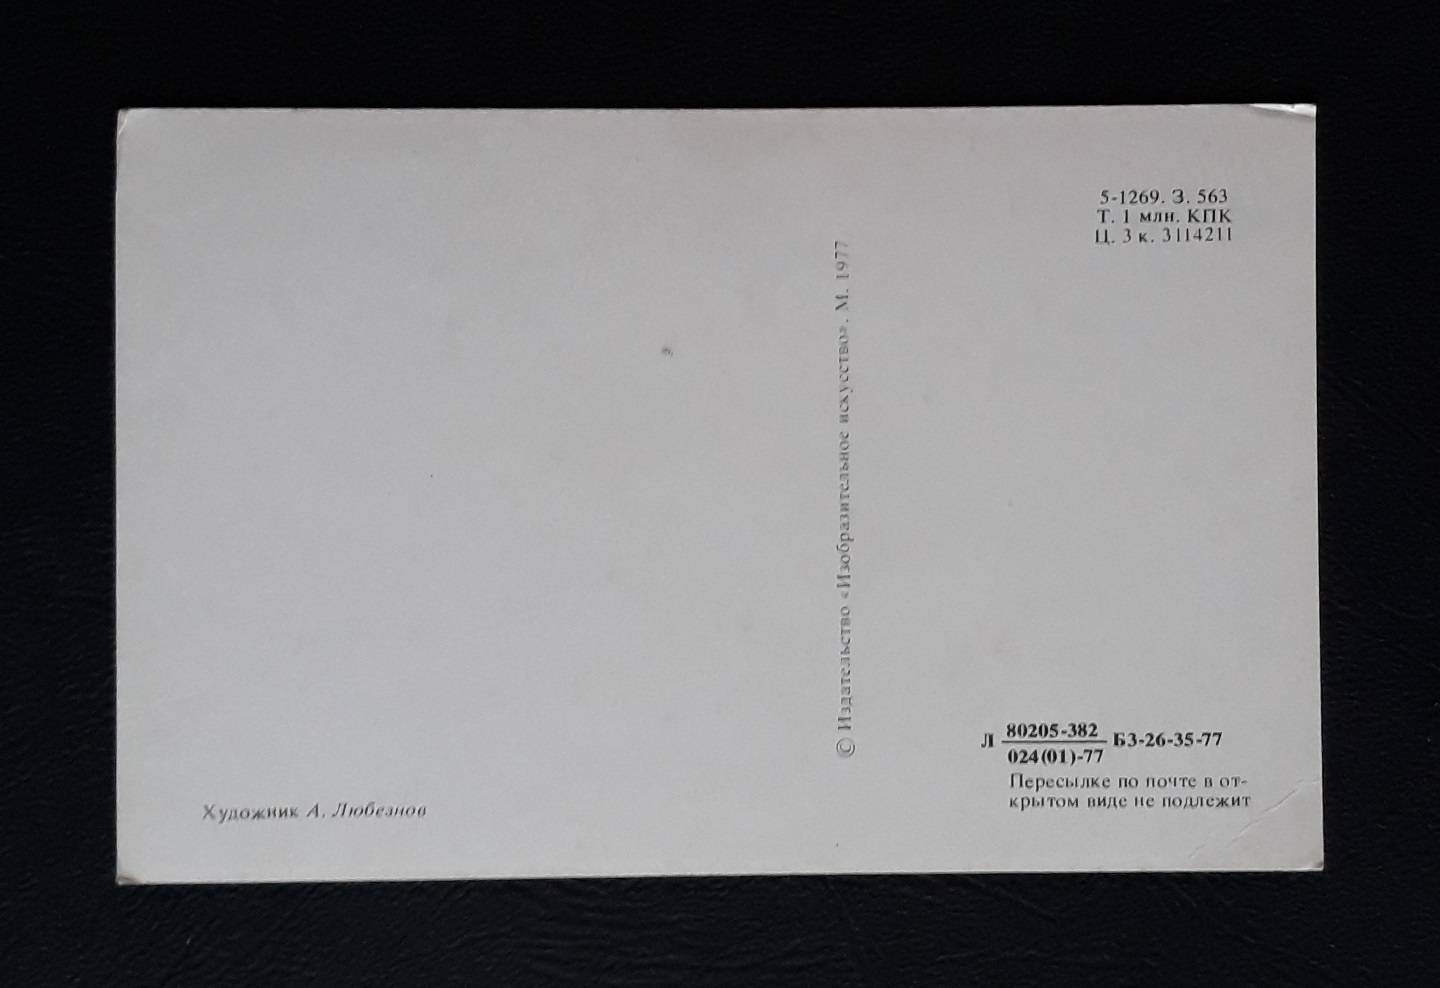 5-1269. З. 563
Т. 1 млн. КПК
Ц. 3 к. 3114211
© Издательство «Изобразительное искусство». М. 1977
Л 80205-382 БЗ-26-35-77
024(01)-77
Пересылке по почте в от-
крытом виде не подлежит
Художник А. Любезнов